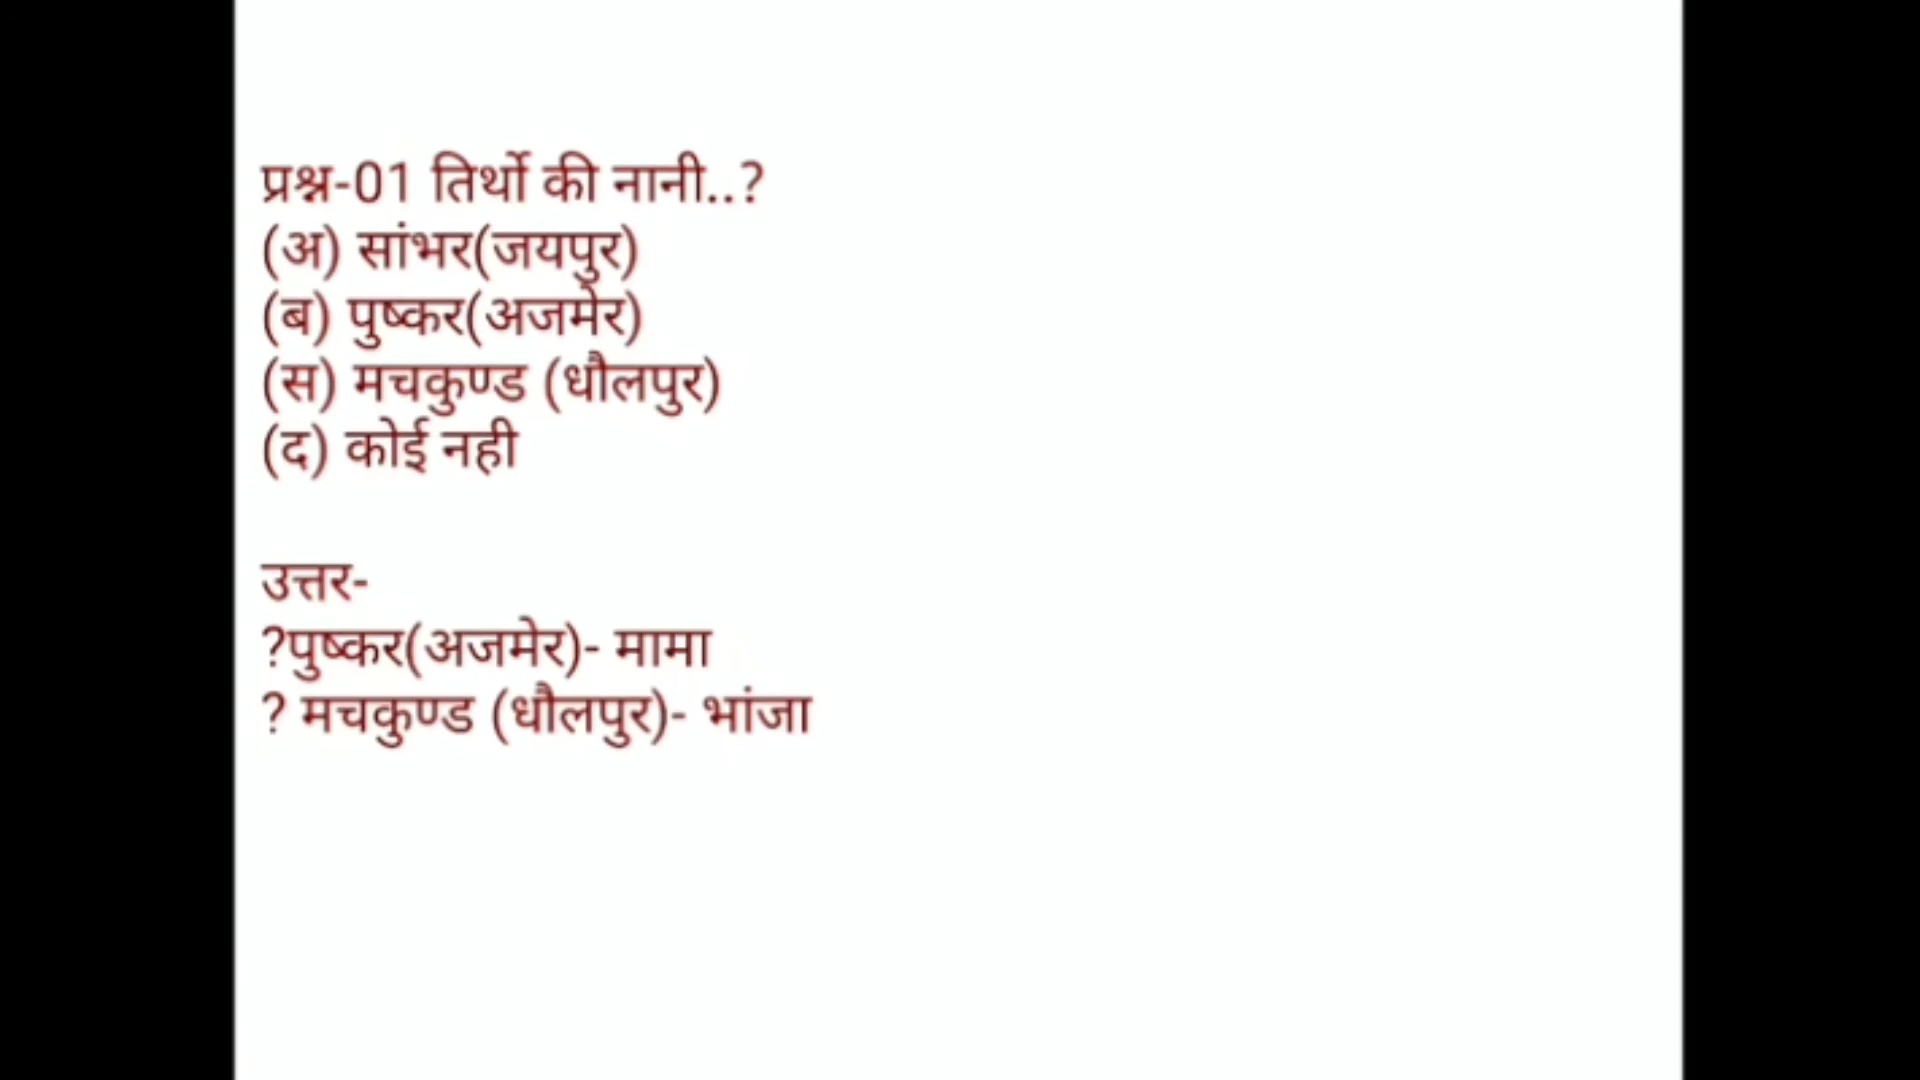 प्रश्न-01 तिर्थो की नानी..?
(अ) सांभर(जयपुर)
(ब) पुष्कर(अजमेर)
(स) मचकुण्ड (धौलपुर)
(द) कोई नही
उत्तर-
?पुष्कर(अजमेर)- मामा
? मचकुण्ड (धौलपुर)- भांजा